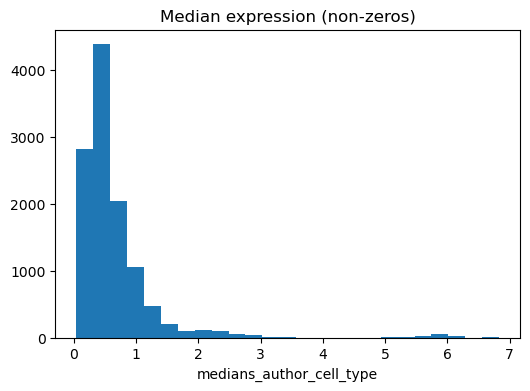 Median expression (non-zeros)
4000
3000
2000
1000
0
0 1 2 3 4 5 6 7
medians_author_cell_type